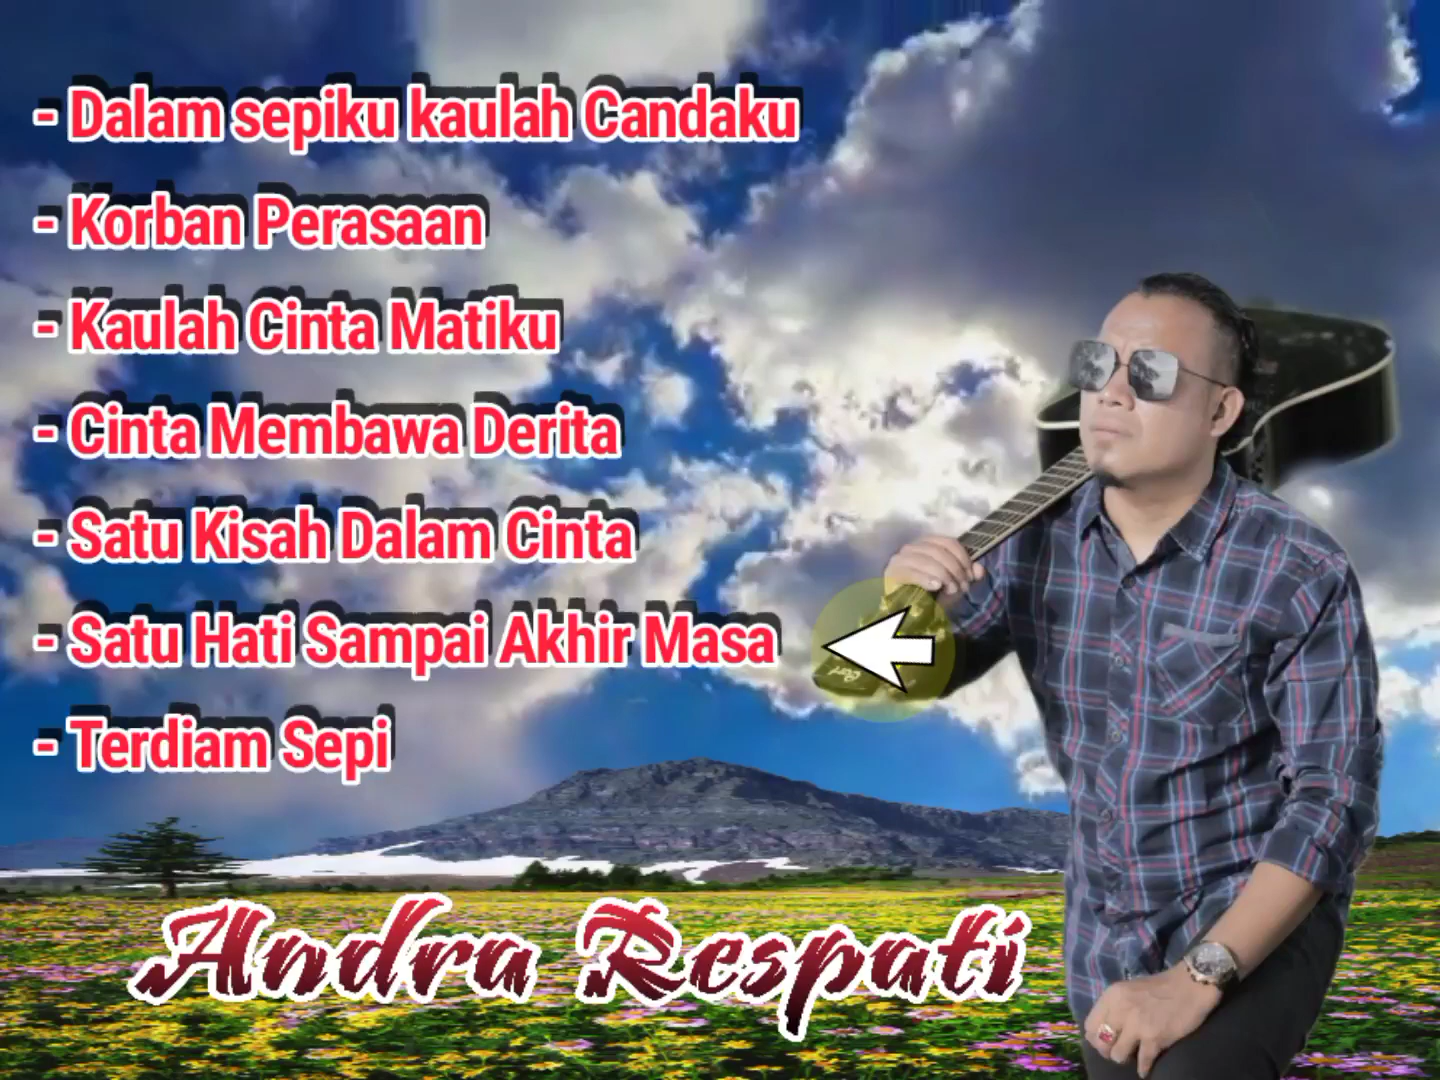 - Dalam sepiku kaulah Candaku
- Korban Perasaan
- Kaulah Cinta Matiku
- Cinta Membawa Derita
- Satu Kisah Dalam Cinta
- Satu Hati Sampai Akhir Masa
- Terdiam Sepi
Cort
Andra Respati